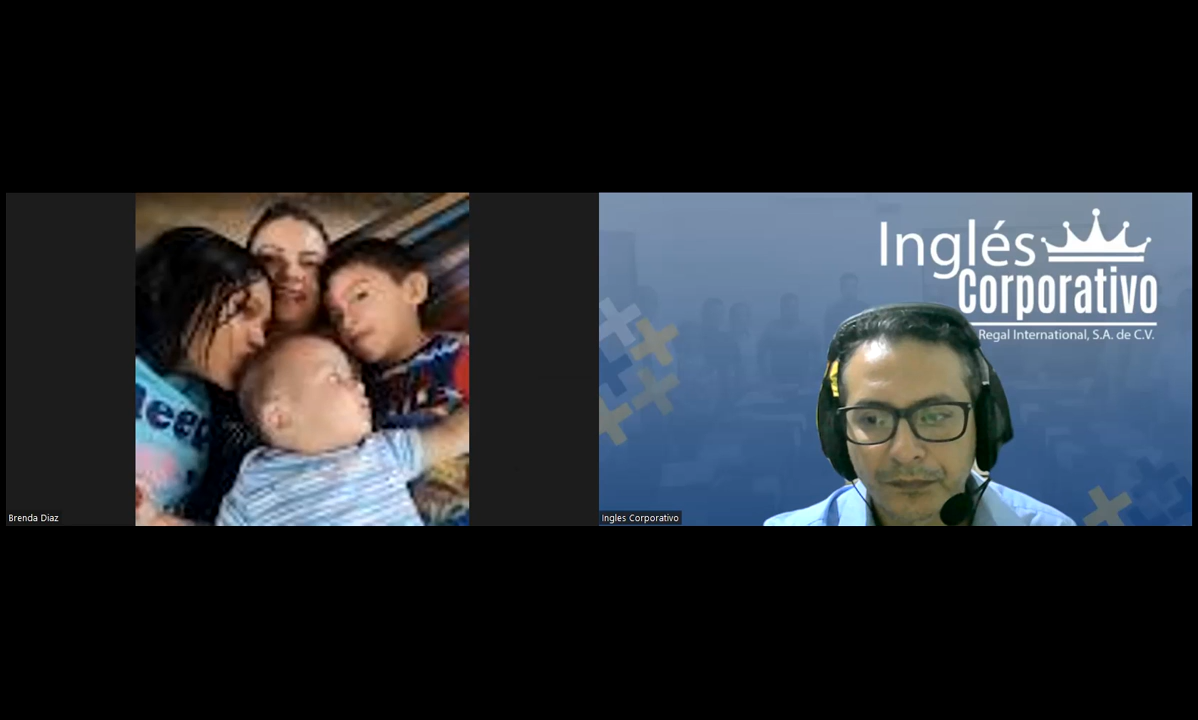 Inglés
Corporativo
Regal International, S.A. de C.V.
Brenda Diaz
Ingles Corporativo